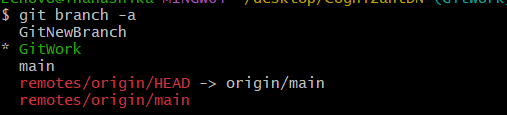 $ git branch -a
  GitNewBranch
* GitWork
  main
  remotes/origin/HEAD -> origin/main
  remotes/origin/main